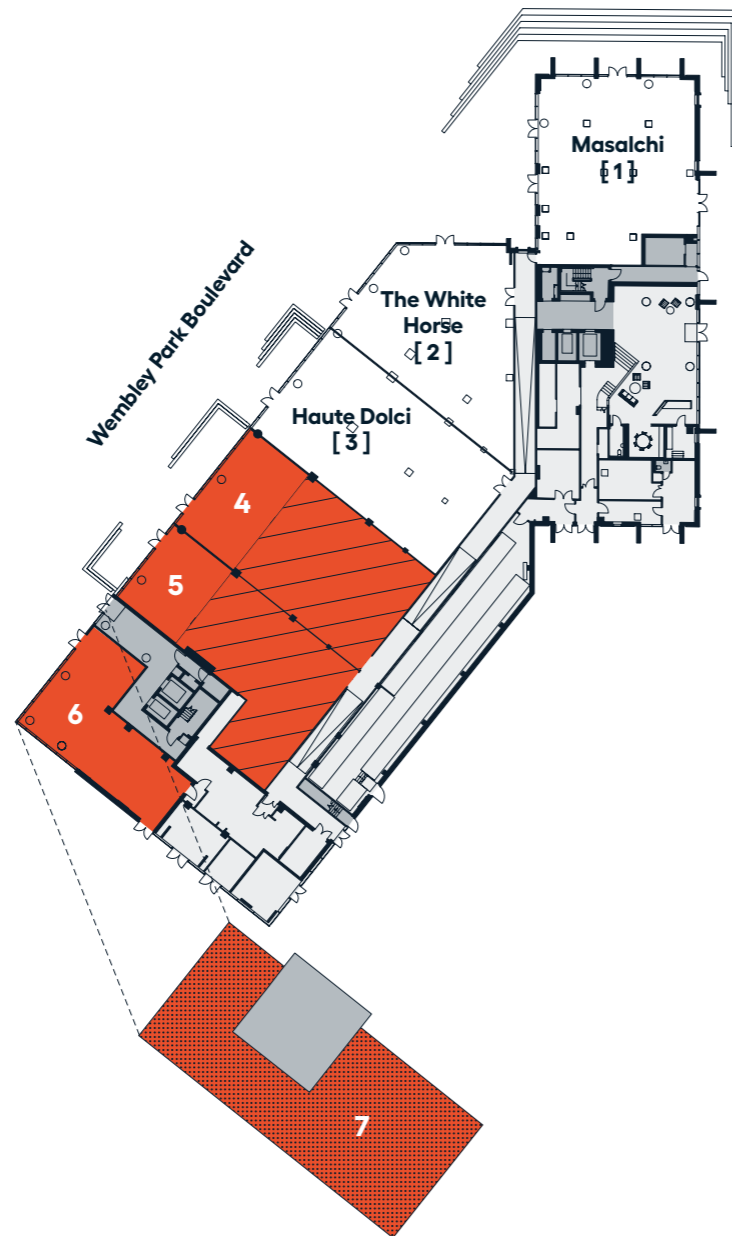 Masalchi
[ 1 ]
Wembley Park Boulevard
The White
Horse
[ 2 ]
Haute Dolci
[ 3 ]
4
5
6
7